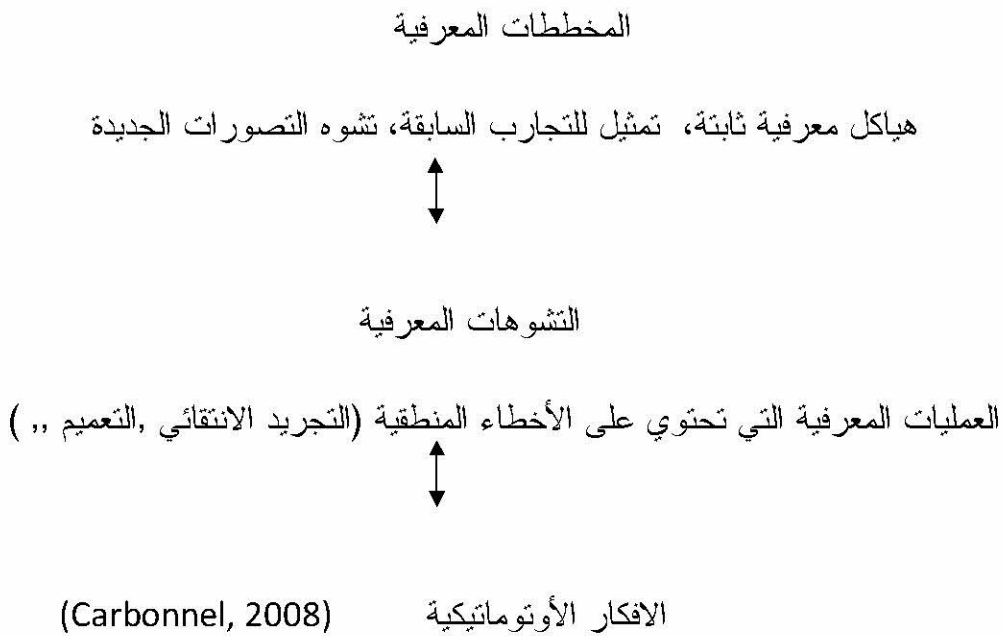 المخططات المعرفية
هياكل معرفية ثابتة، تمثيل للتجارب السابقة، تشوه التصورات الجديدة
التشوهات المعرفية
العمليات المعرفية التي تحتوي على الأخطاء المنطقية (التجريد الانتقائي ,التعميم ,, )
الافكار الأوتوماتيكية (Carbonnel, 2008)